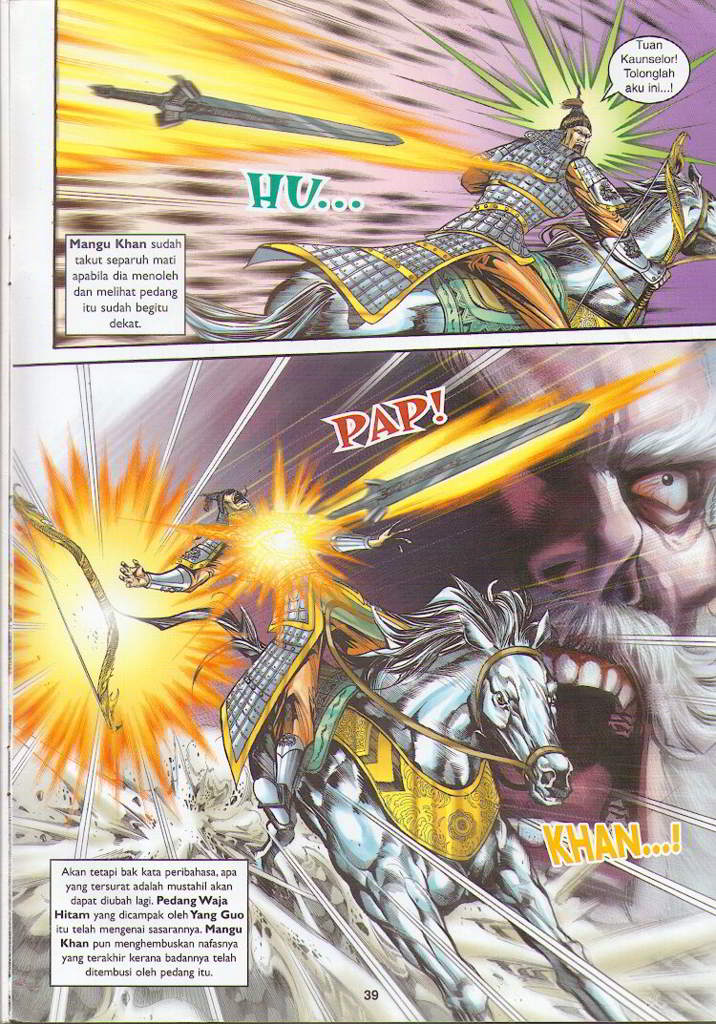 Tuan
Kaunselor!
Tolonglah
aku ini...!
HU...
Mangu Khan sudah
takut separuh mati
apabila dia menoleh
dan melihat pedang
itu sudah begitu
dekat.
PAP!
KHAN...!
Akan tetapi bak kata peribahasa, apa
yang tersurat adalah mustahil akan
dapat diubah lagi. Pedang Waja
Hitam yang dicampak oleh Yang Guo
itu telah mengenai sasarannya. Mangu
Khan pun menghembuskan nafasnya
yang terakhir kerana badannya telah
ditembusi oleh pedang itu.
39